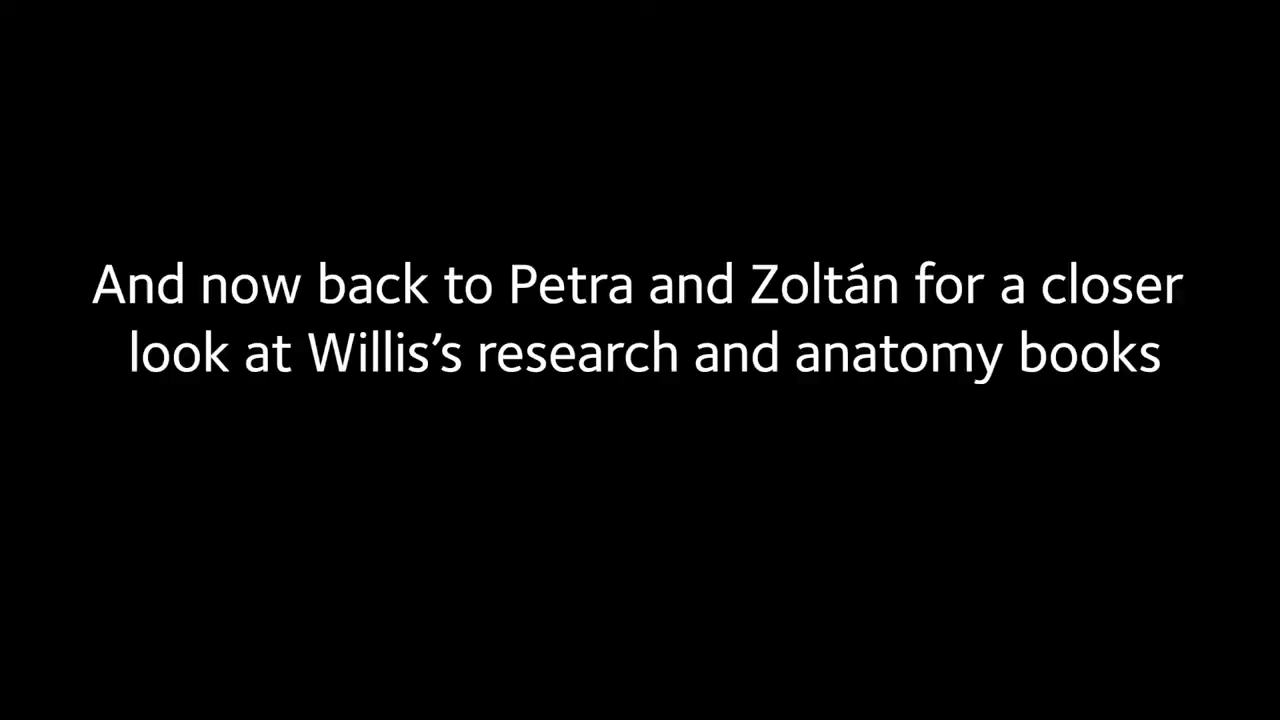 And now back to Petra and Zoltán for a closer
look at Willis’s research and anatomy books